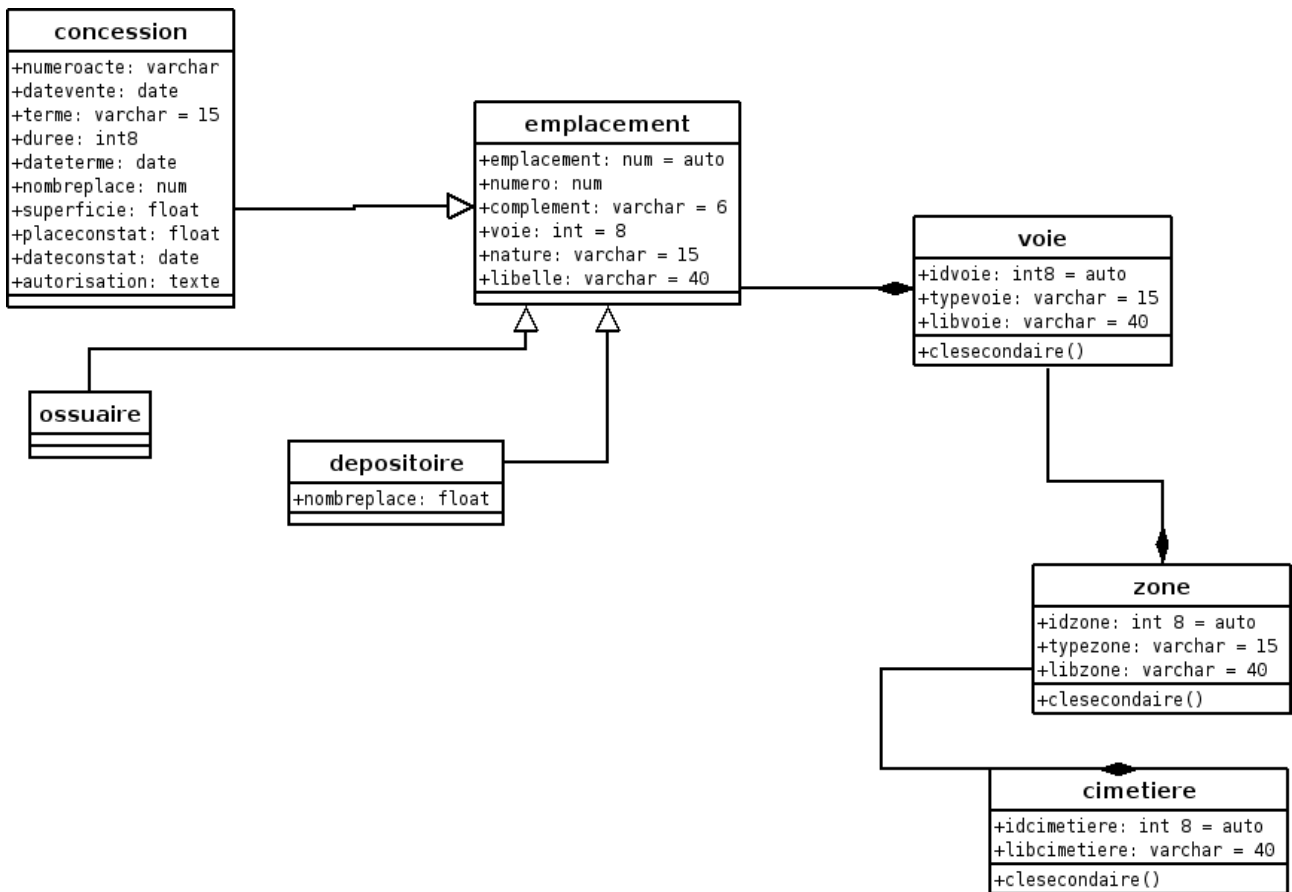 concession
+numeroacte: varchar
+datevente: date
+terme: varchar = 15
+duree: int8
+dateterme: date
+nombreplace: num
+superficie: float
+placeconstat: float
+dateconstat: date
+autorisation: texte
emplacement
+emplacement: num = auto
+numero: num
+complement: varchar = 6
+voie: int = 8
+nature: varchar = 15
+libelle: varchar = 40
voie
+idvoie: int8 = auto
+typevoie: varchar = 15
+libvoie: varchar = 40
+clesecondaire()
ossuaire
depositoire
+nombreplace: float
zone
+idzone: int 8 = auto
+typezone: varchar = 15
+libzone: varchar = 40
+clesecondaire()
cimetiere
+idcimetiere: int 8 = auto
+libcimetiere: varchar = 40
+clesecondaire()